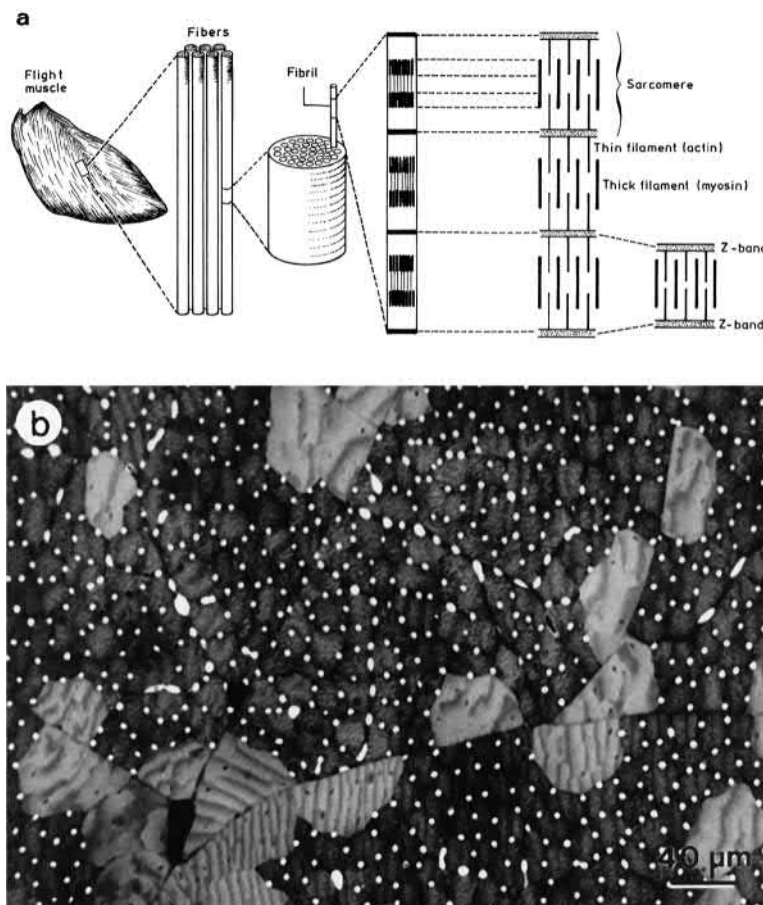 a
Fibers
Flight
muscle
Fibril
Sarcomere
Thin filament (actin)
Thick filament (myosin)
Z-band
Z-band
b
40 μm